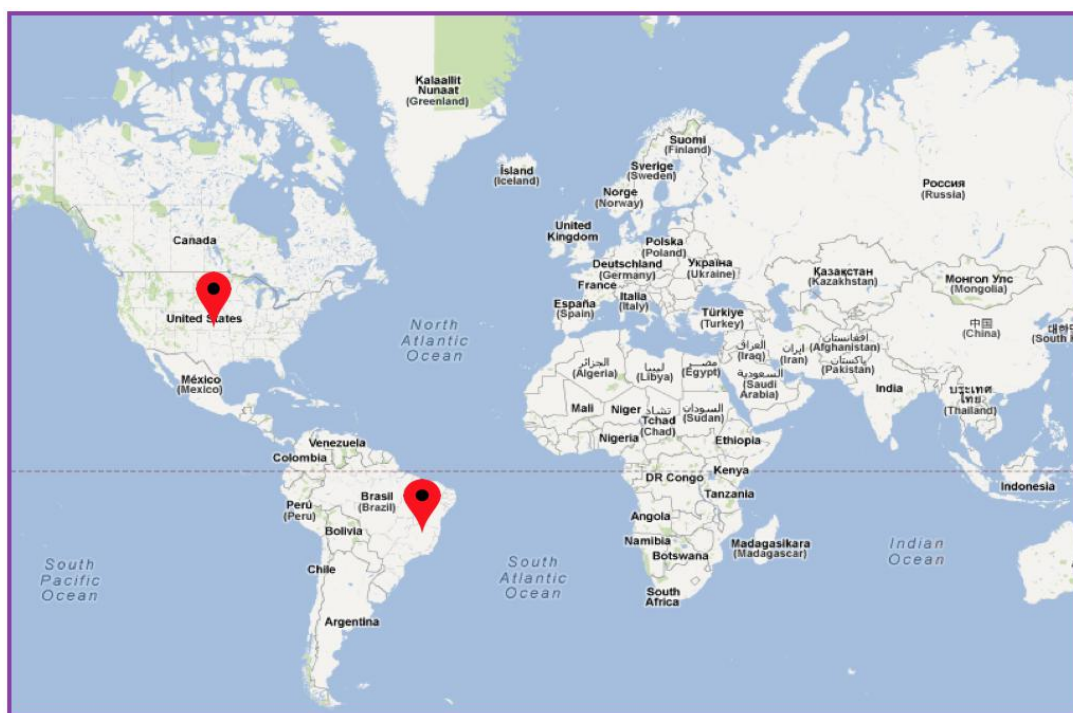 Kalaallit
Nunaat
(Greenland)
Ísland
(Iceland)
Suomi
(Finland)
Sverige
(Sweden)
Norge
(Norway)
Россия
(Russia)
Canada
United
Kingdom
Polska
(Poland)
Deutschland
(Germany)
Україна
(Ukraine)
France
Қазақстан
(Kazakhstan)
Монгол Улс
(Mongolia)
España
(Spain)
Italia
(Italy)
Türkiye
(Turkey)
United States
North
Atlantic
Ocean
中国
(China)
(South K
العراق
(Iraq)
ایران
(Iran)
افغانستان
(Afghanistan)
پاکستان
(Pakistan)
الجزائر
(Algeria)
ليبيا
(Libya)
مصر
(Egypt)
السعودية
(Saudi
Arabia)
México
(Mexico)
India
ประเทศ
ไทย
(Thailand)
Mali
Niger
تشاد
Tchad
(Chad)
السودان
(Sudan)
Nigeria
Ethiopia
Venezuela
Colombia
DR Congo
Kenya
Indonesia
Brasil
(Brazil)
Perú
(Peru)
Tanzania
Angola
Bolivia
Namibia
Botswana
Madagasikara
(Madagascar)
Indian
Ocean
South
Pacific
Ocean
Chile
South
Atlantic
Ocean
South
Africa
Argentina